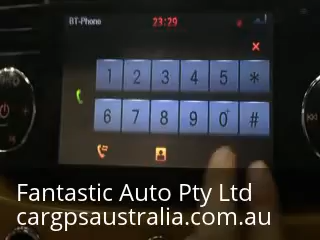 BT-Phone 23:29
1 2 3 4 5 *
6 7 8 9 0 #
Fantastic Auto Pty Ltd
cargpsaustralia.com.au